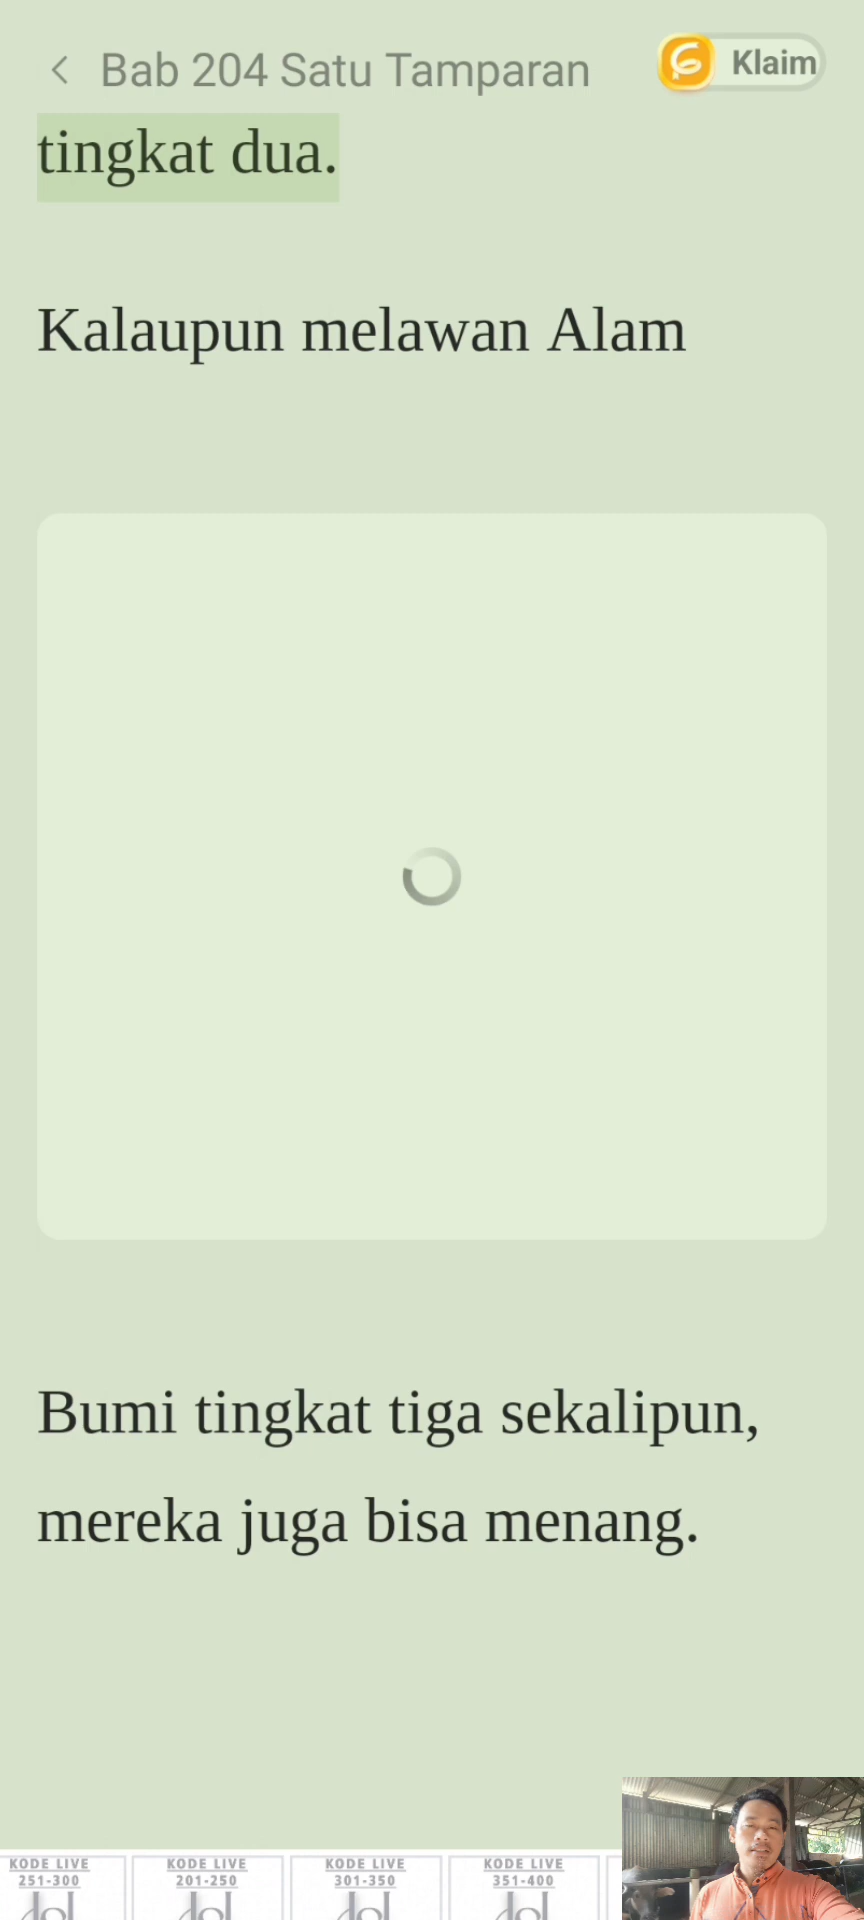 Bab 204 Satu Tamparan
Klaim
tingkat dua.
Kalaupun melawan Alam
Bumi tingkat tiga sekalipun,
mereka juga bisa menang.
KODE LIVE
251-300
KODE LIVE
201-250
KODE LIVE
301-350
KODE LIVE
351-400